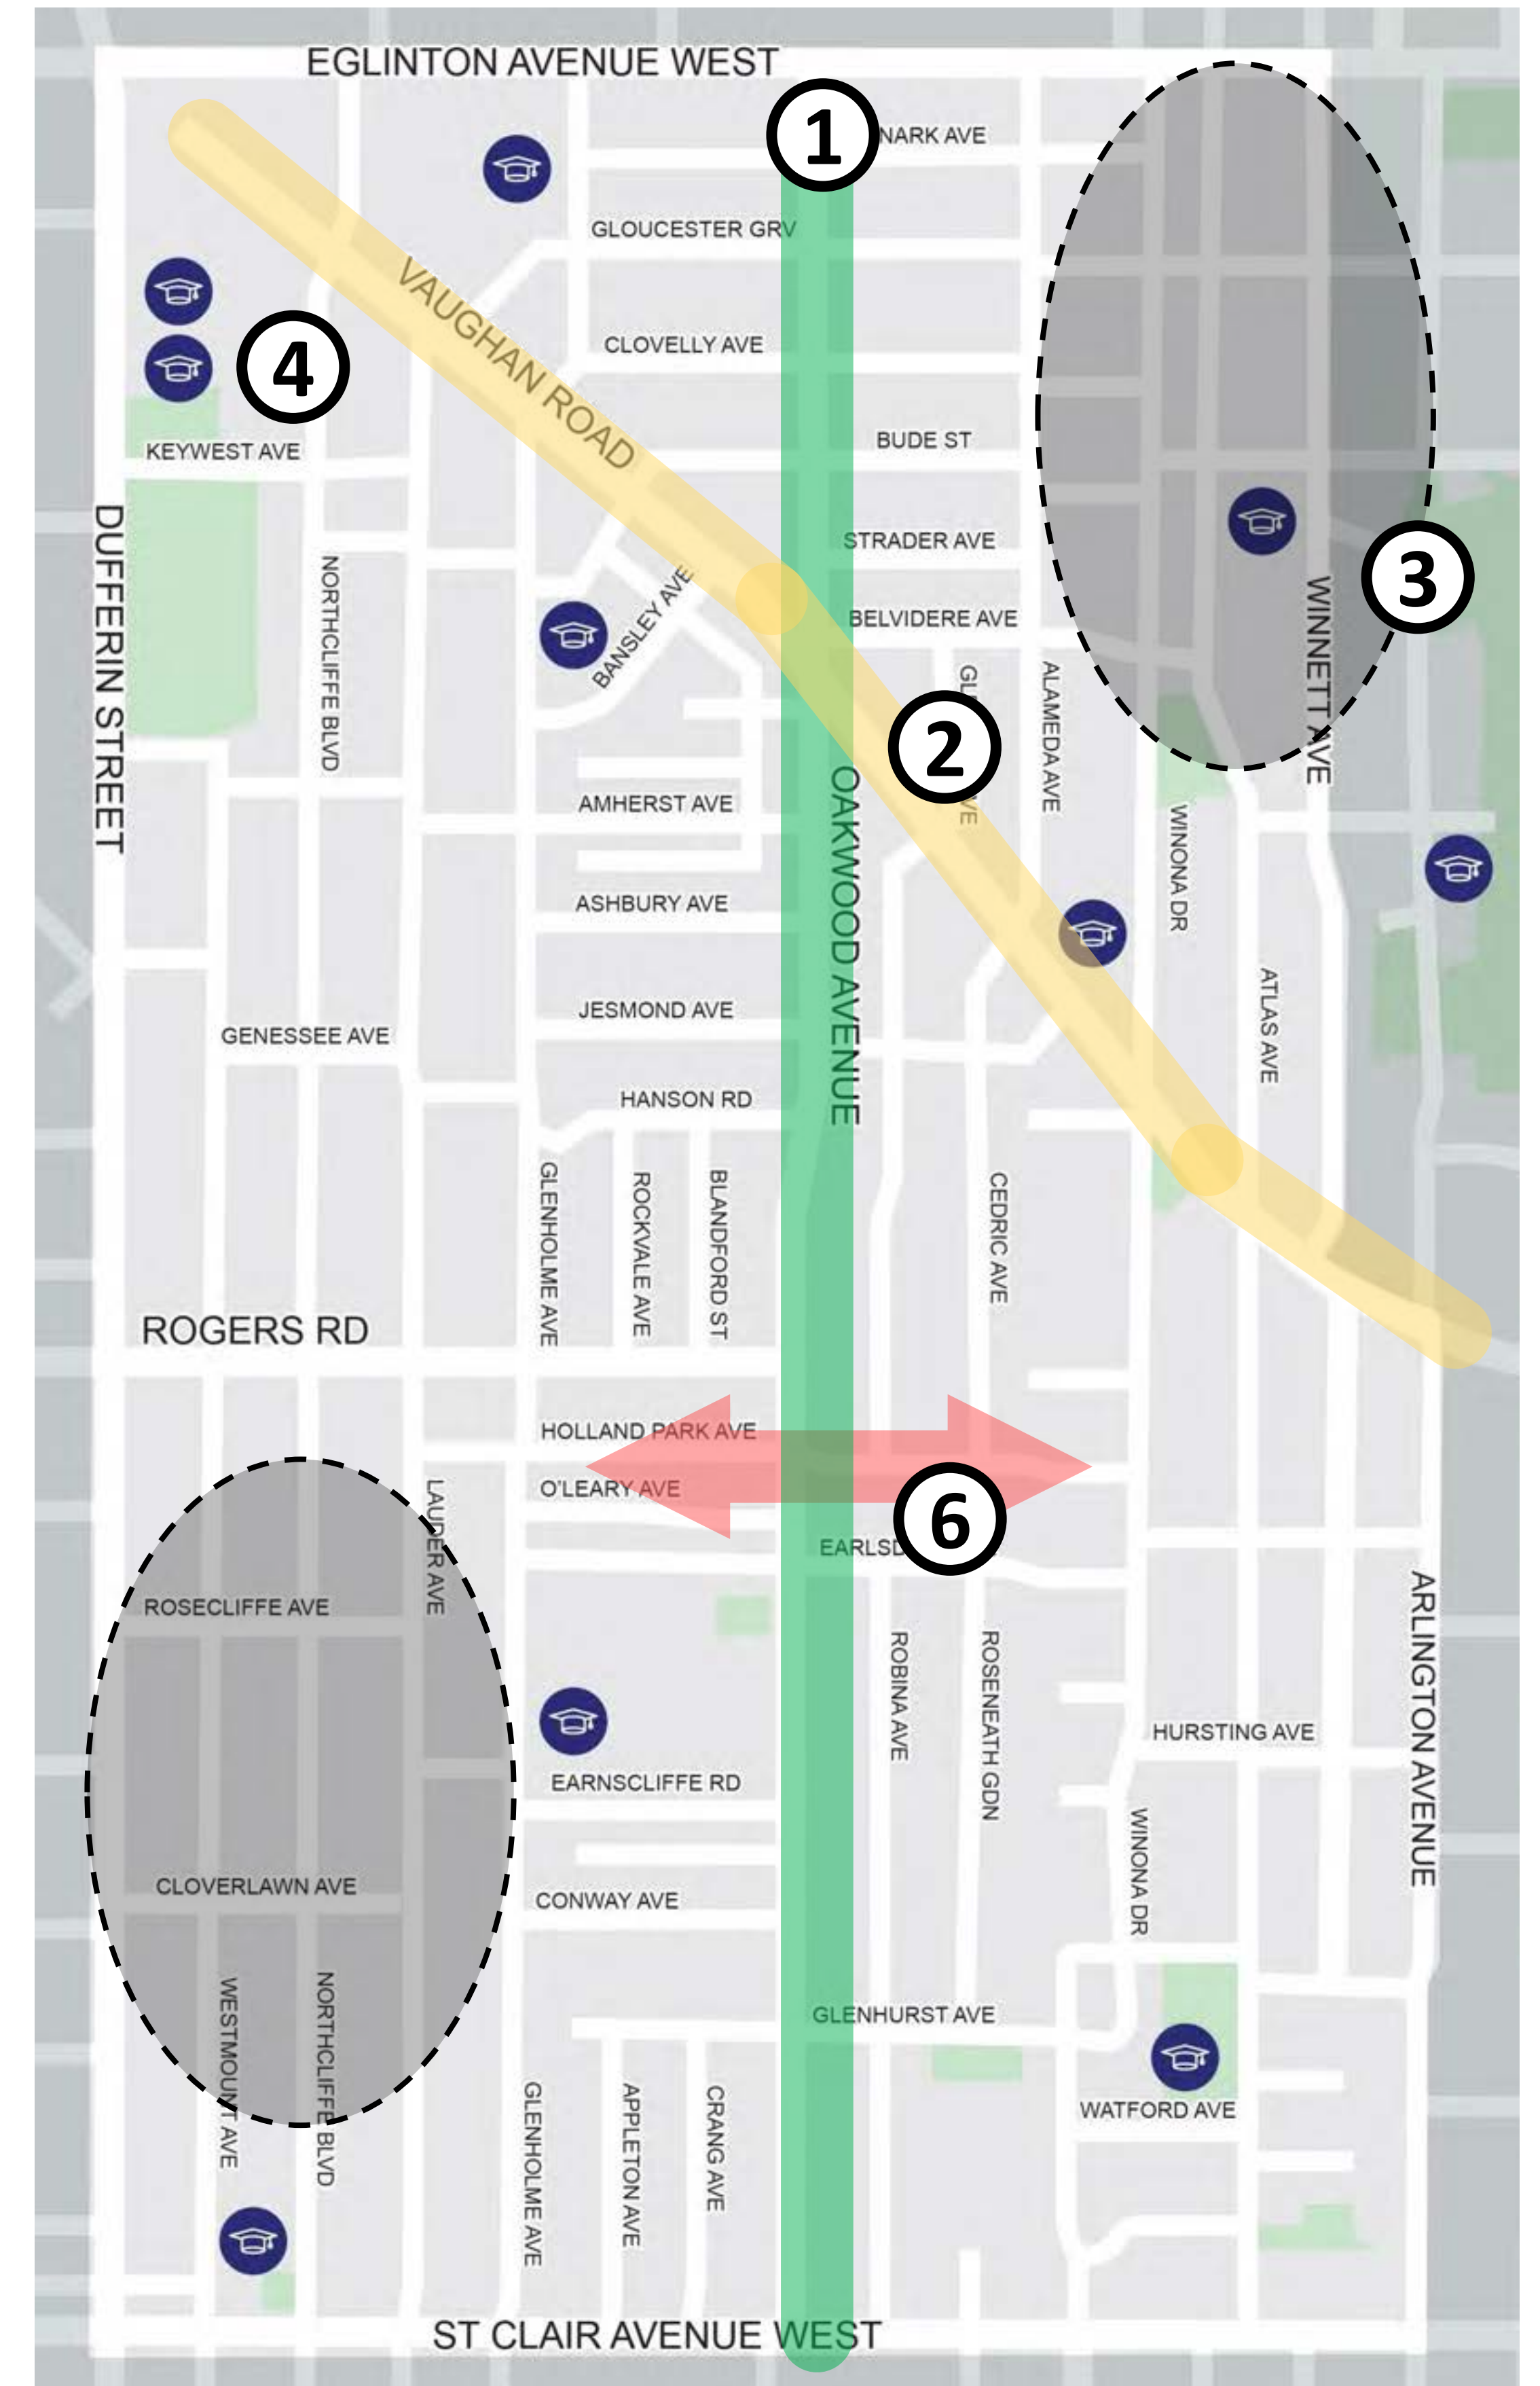 EGLINTON AVENUE WEST
1
NARK AVE
GLOUCESTER GRV
VAUGHAN ROAD
CLOVELLY AVE
4
KEYWEST AVE
BUDE ST
DUFFERIN STREET
NORTHCLIFFE BLVD
STRADER AVE
3
BANSLEY AVE
BELVIDERE AVE
WINNETT AVE
ALAMEDA AVE
2
AMHERST AVE
OAKWOOD AVENUE
WINONA DR
ASHBURY AVE
ATLAS AVE
JESMOND AVE
GENESSEE AVE
HANSON RD
GLENHOLME AVE
ROCKVALE AVE
BLANDFORD ST
CEDRIC AVE
ROGERS RD
HOLLAND PARK AVE
O'LEARY AVE
LAUDER AVE
6
ROSECLIFFE AVE
ARLINGTON AVENUE
ROBINA AVE
ROSENEATH GDN
HURSTING AVE
EARNSCLIFFE RD
WINONA DR
CLOVERLAWN AVE
CONWAY AVE
WESTMOUNT AVE
NORTHCLIFFE BLVD
GLENHURST AVE
GLENHOLME AVE
APPLETON AVE
CRANG AVE
WATFORD AVE
ST CLAIR AVENUE WEST